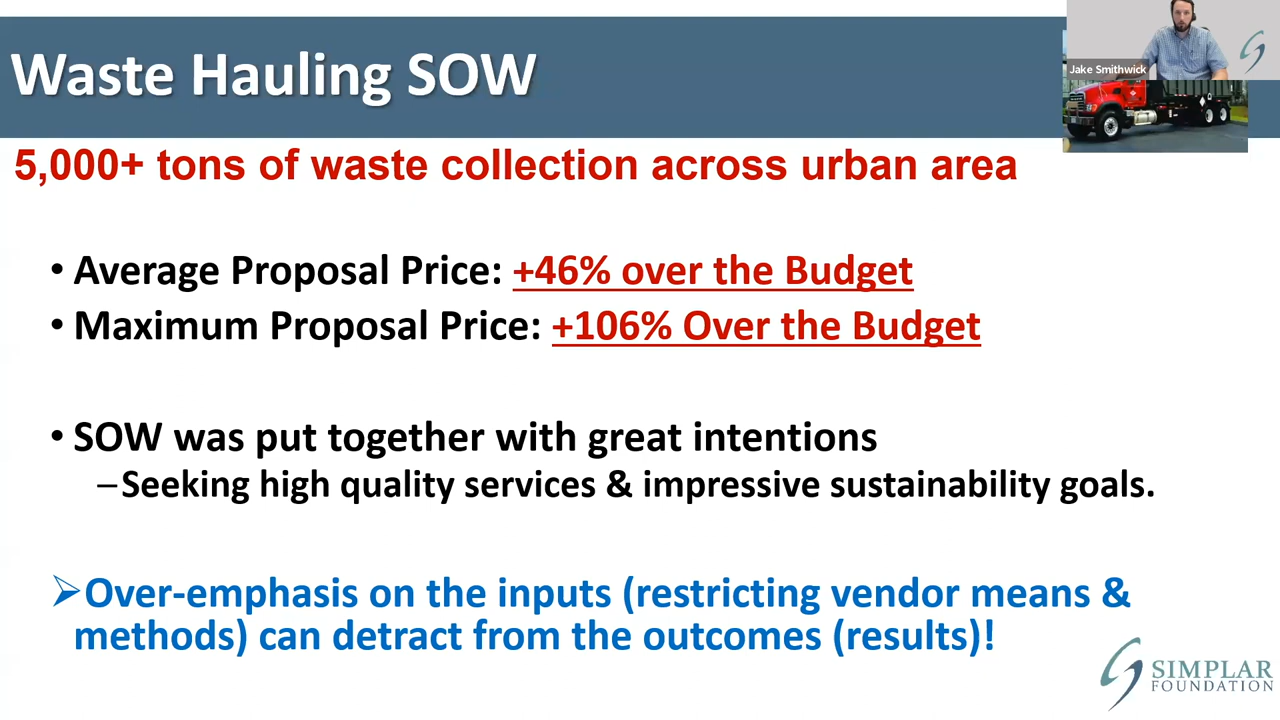 Waste Hauling SOW
Jake Smithwick
5,000+ tons of waste collection across urban area
• Average Proposal Price: +46% over the Budget
• Maximum Proposal Price: +106% Over the Budget
• SOW was put together with great intentions
–Seeking high quality services & impressive sustainability goals.
➢Over-emphasis on the inputs (restricting vendor means &
methods) can detract from the outcomes (results)!
SIMPLAR
FOUNDATION